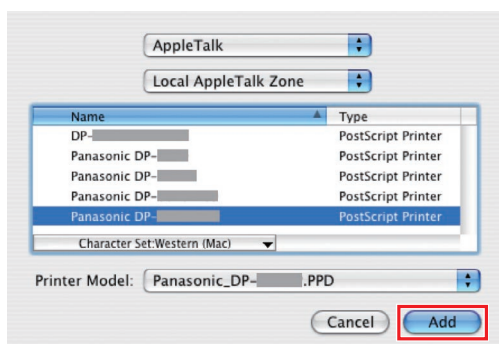 AppleTalk
Local AppleTalk Zone
Name Type
DP- PostScript Printer
Panasonic DP- PostScript Printer
Panasonic DP- PostScript Printer
Panasonic DP- PostScript Printer
Panasonic DP- PostScript Printer
Character Set:Western (Mac)
Printer Model: Panasonic_DP- .PPD
Cancel Add